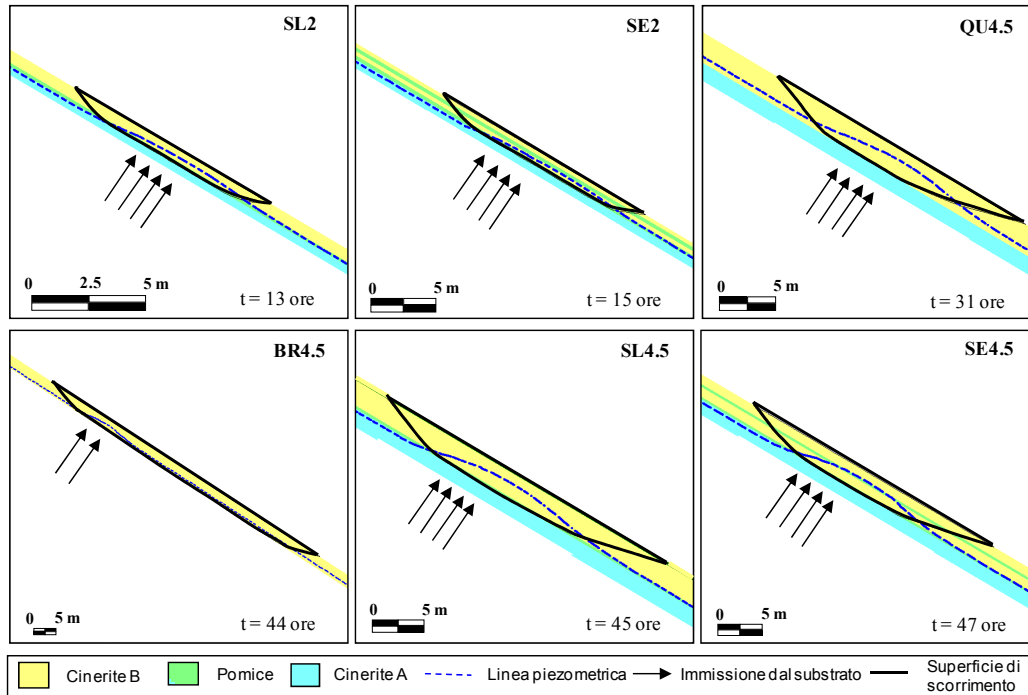 SL2
0 2.5 5 m
t = 13 ore
SE2
0 5 m
t = 15 ore
QU4.5
0 5 m
t = 31 ore
BR4.5
0 5 m
t = 44 ore
SL4.5
0 5 m
t = 45 ore
SE4.5
0 5 m
t = 47 ore
Cinerite B Pomice Cinerite A Linea piezometrica Immissione dal substrato Superficie di
scorrimento